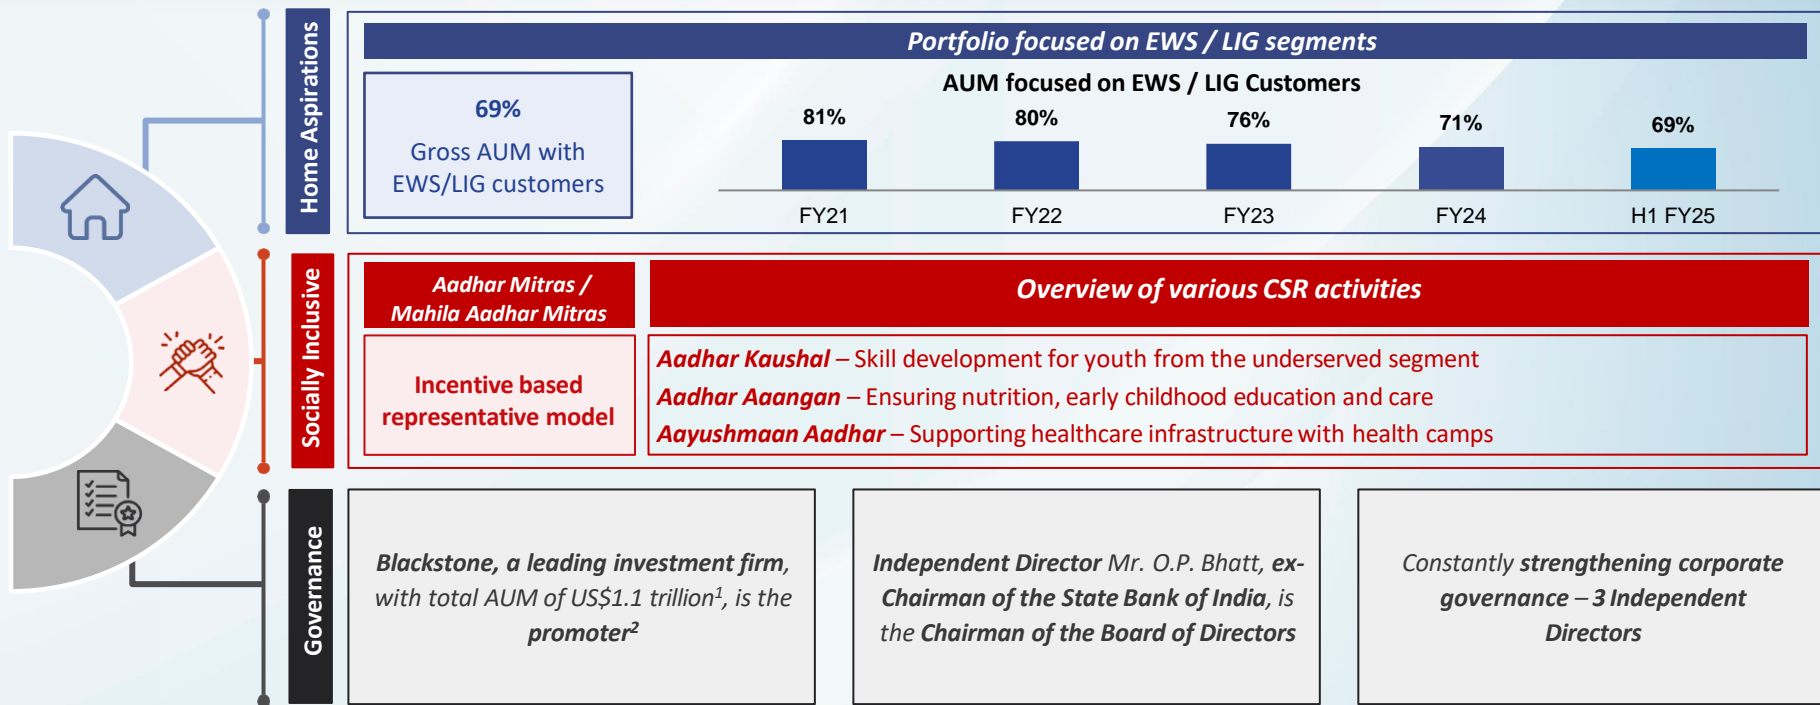 Home Aspirations
Portfolio focused on EWS / LIG segments
69%
Gross AUM with
EWS/LIG customers
AUM focused on EWS / LIG Customers
81%
80%
76%
71%
69%
FY21
FY22
FY23
FY24
H1 FY25
Socially Inclusive
Aadhar Mitras /
Mahila Aadhar Mitras
Incentive based
representative model
Overview of various CSR activities
Aadhar Kaushal – Skill development for youth from the underserved segment
Aadhar Aaangan – Ensuring nutrition, early childhood education and care
Aayushmaan Aadhar – Supporting healthcare infrastructure with health camps
Governance
Blackstone, a leading investment firm,
with total AUM of US$1.1 trillion¹, is the
promoter²
Independent Director Mr. O.P. Bhatt, ex-
Chairman of the State Bank of India, is
the Chairman of the Board of Directors
Constantly strengthening corporate
governance – 3 Independent
Directors